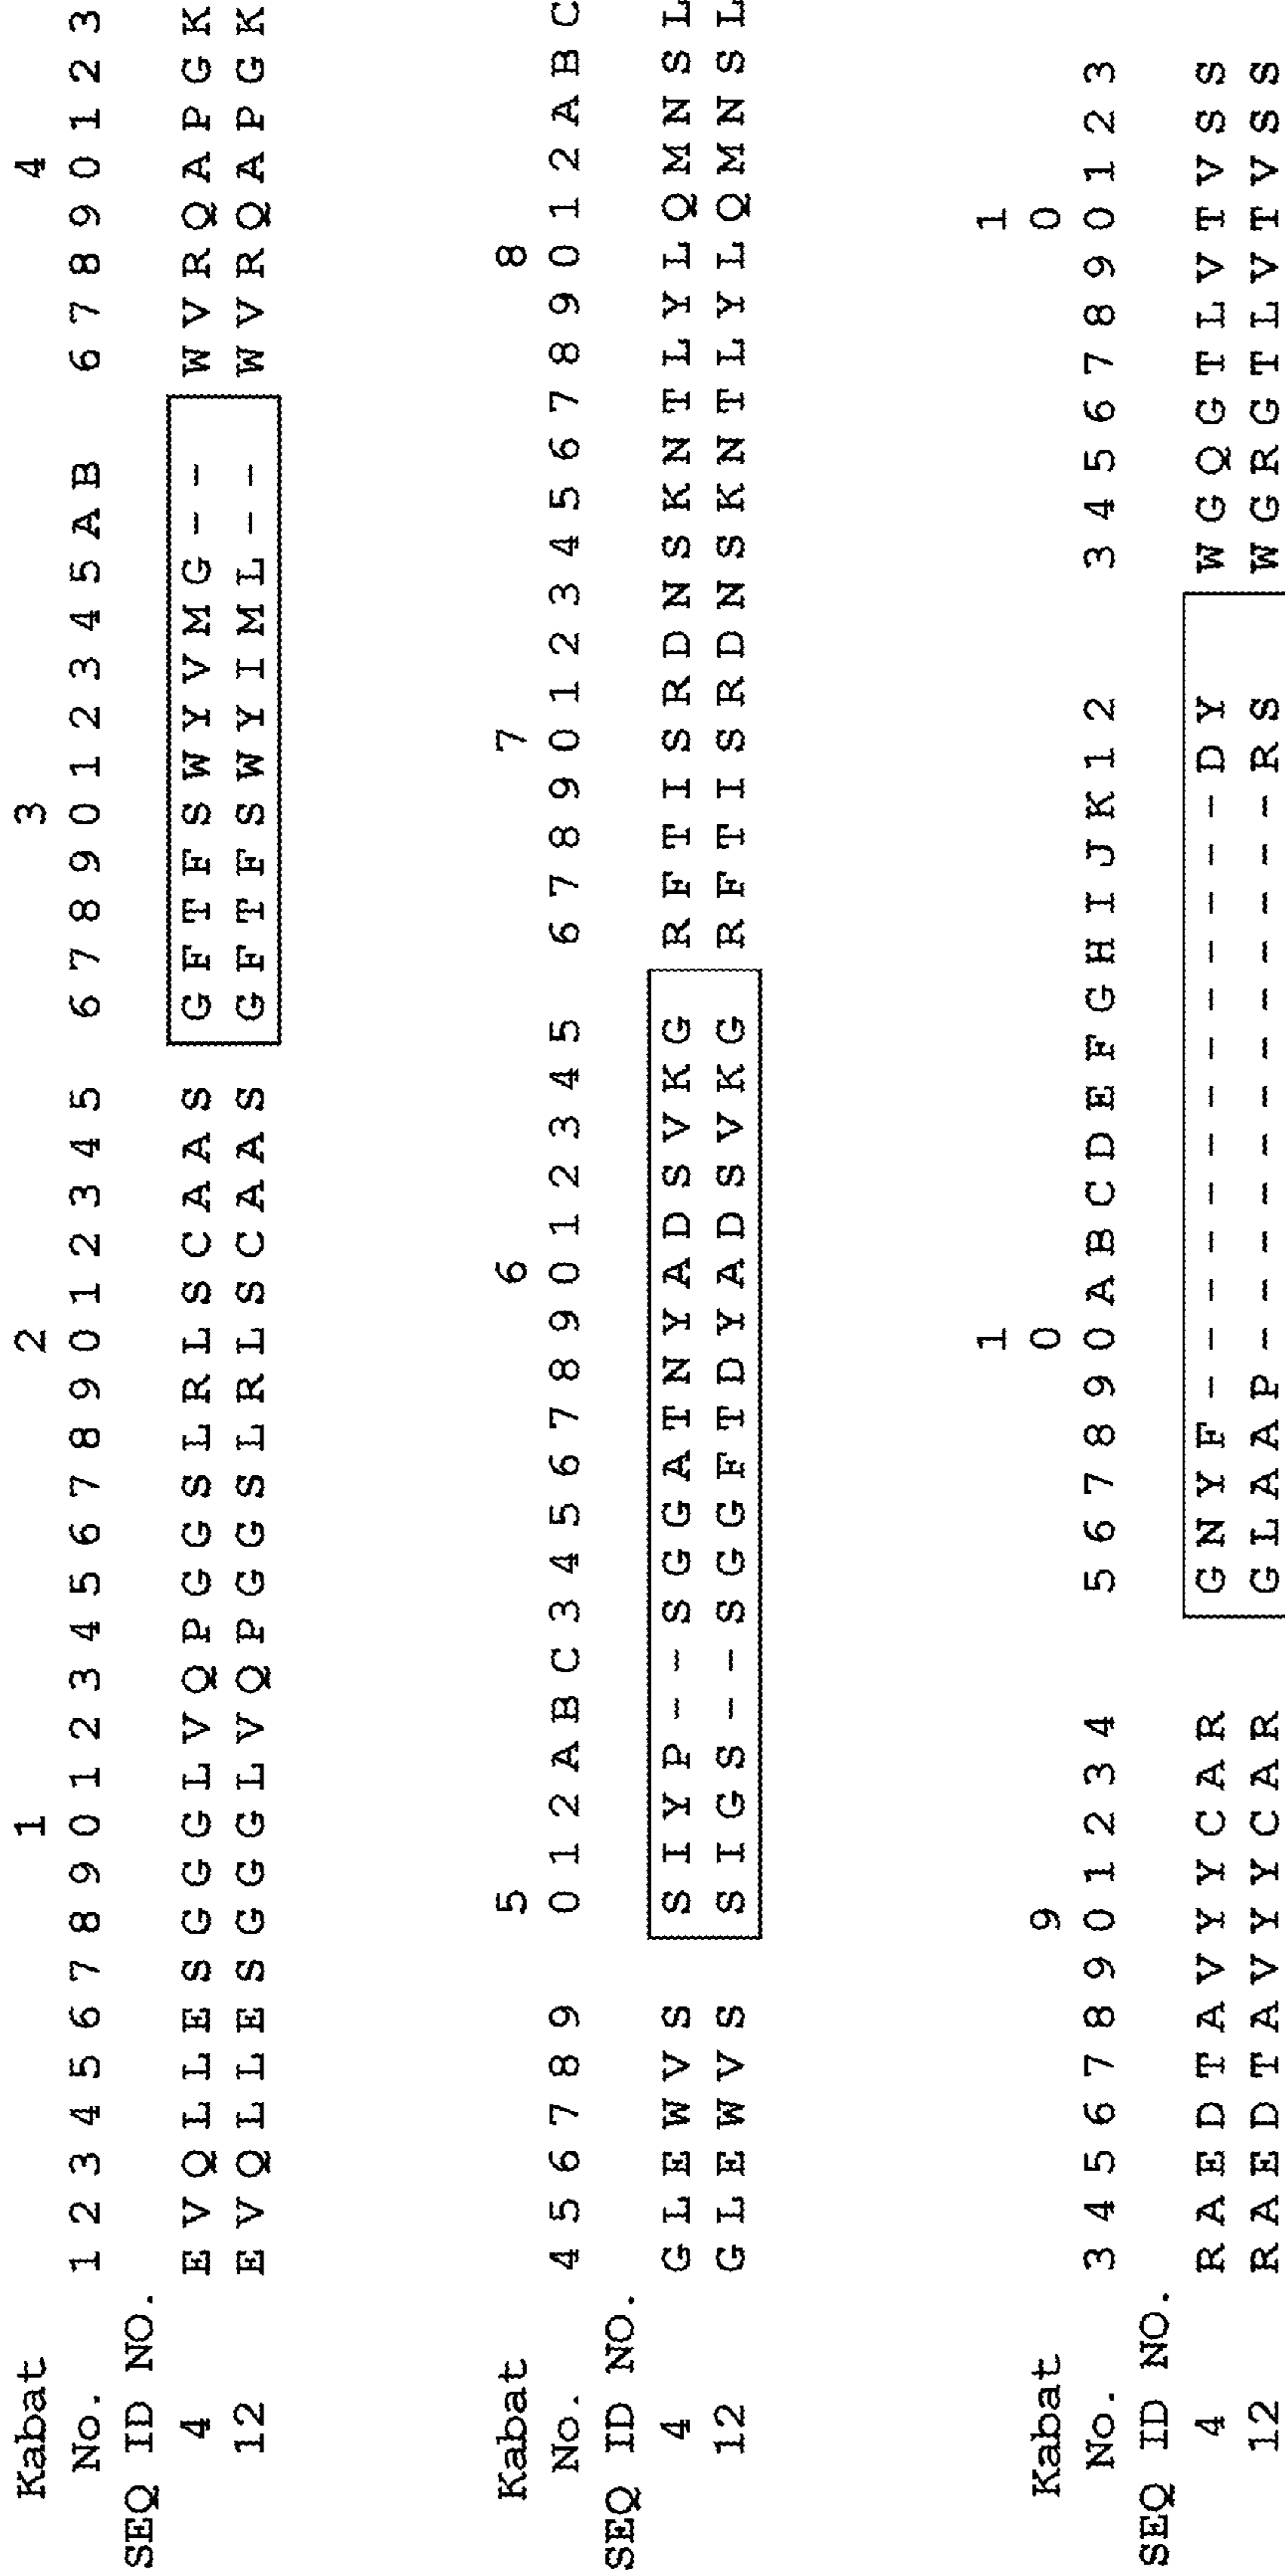 Kabat 1 2 3 4
No. 1 2 3 4 5 6 7 8 9 0 1 2 3 4 5 6 7 8 9 0 1 2 3 4 5 6 7 8 9 0 1 2 3 4 5 A B 6 7 8 9 0 1 2 3
SEQ ID NO.
4 E V Q L L E S G G G L V Q P G G S L R L S C A A S G F T F S W Y V M G - - W V R Q A P G K
12 E V Q L L E S G G G L V Q P G G S L R L S C A A S G F T F S W Y I M L - - W V R Q A P G K
Kabat 5 6 7 8
No. 4 5 6 7 8 9 0 1 2 A B C 3 4 5 6 7 8 9 0 1 2 3 4 5 6 7 8 9 0 1 2 3 4 5 6 7 8 9 0 1 2 A B C
SEQ ID NO.
4 G L E W V S S I Y P - - S G G A T N Y A D S V K G R F T I S R D N S K N T L Y L Q M N S L
12 G L E W V S S I G S - - S G G F T D Y A D S V K G R F T I S R D N S K N T L Y L Q M N S L
1 1
Kabat 9 0 0
No. 3 4 5 6 7 8 9 0 1 2 3 4 5 6 7 8 9 0 A B C D E F G H I J K 1 2 3 4 5 6 7 8 9 0 1 2 3
SEQ ID NO.
4 R A E D T A V Y Y C A R G N Y F - - - - - - - - - - - - - D Y W G Q G T L V T V S S
12 R A E D T A V Y Y C A R G L A A P - - - - - - - - - - - - R S W G R G T L V T V S S